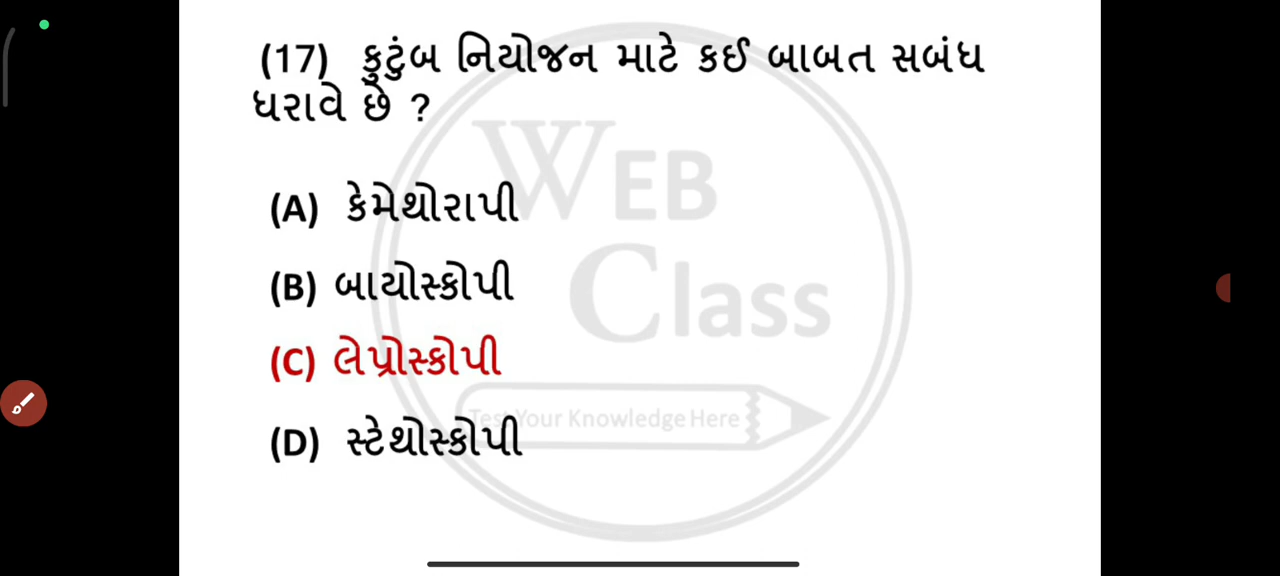 (17) કુટુંબ નિયોજન માટે કઈ બાબત સબંધ
ધરાવે છે ?
(A) કેમેથોરાપી
(B) બાયોસ્કોપી
(C) લેપ્રોસ્કોપી
(D) સ્ટેથોસ્કોપી
WEB
Class
Test Your Knowledge Here